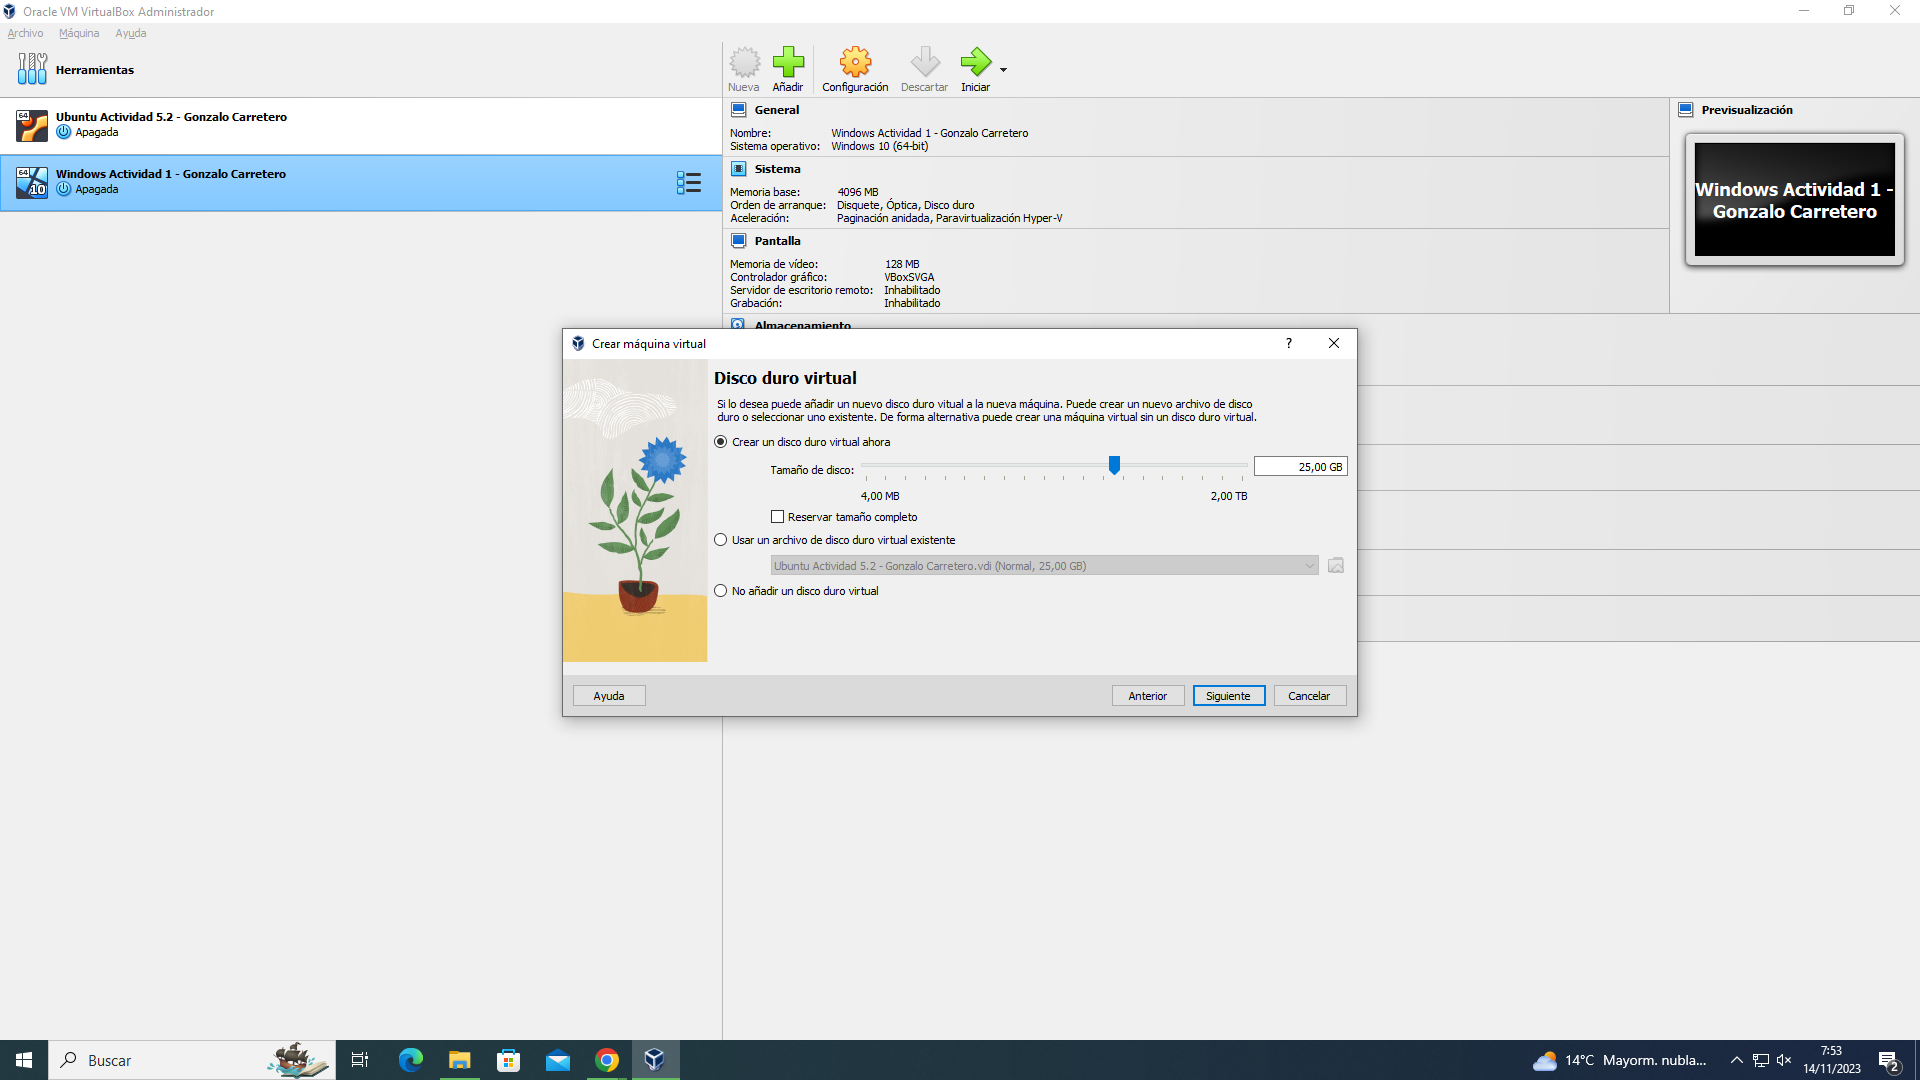 Oracle VM VirtualBox Administrador
Archivo Máquina Ayuda
Herramientas
Nueva Añadir Configuración Descartar Iniciar
64
Ubuntu Actividad 5.2 - Gonzalo Carretero
Apagada
64
10
Windows Actividad 1 - Gonzalo Carretero
Apagada
General
Nombre: Windows Actividad 1 - Gonzalo Carretero
Sistema operativo: Windows 10 (64-bit)
Sistema
Memoria base: 4096 MB
Orden de arranque: Disquete, Óptica, Disco duro
Aceleración: Paginación anidada, Paravirtualización Hyper-V
Pantalla
Memoria de vídeo: 128 MB
Controlador gráfico: VBoxSVGA
Servidor de escritorio remoto: Inhabilitado
Grabación: Inhabilitado
Almacenamiento
Previsualización
Windows Actividad 1 -
Gonzalo Carretero
Crear máquina virtual
?
Disco duro virtual
Si lo desea puede añadir un nuevo disco duro vitual a la nueva máquina. Puede crear un nuevo archivo de disco
duro o seleccionar uno existente. De forma alternativa puede crear una máquina virtual sin un disco duro virtual.
Crear un disco duro virtual ahora
Tamaño de disco: 25,00 GB
4,00 MB 2,00 TB
Reservar tamaño completo
Usar un archivo de disco duro virtual existente
Ubuntu Actividad 5.2 - Gonzalo Carretero.vdi (Normal, 25,00 GB)
No añadir un disco duro virtual
Ayuda Anterior Siguiente Cancelar
Buscar
14°C Mayorm. nubla...
7:53
14/11/2023
2